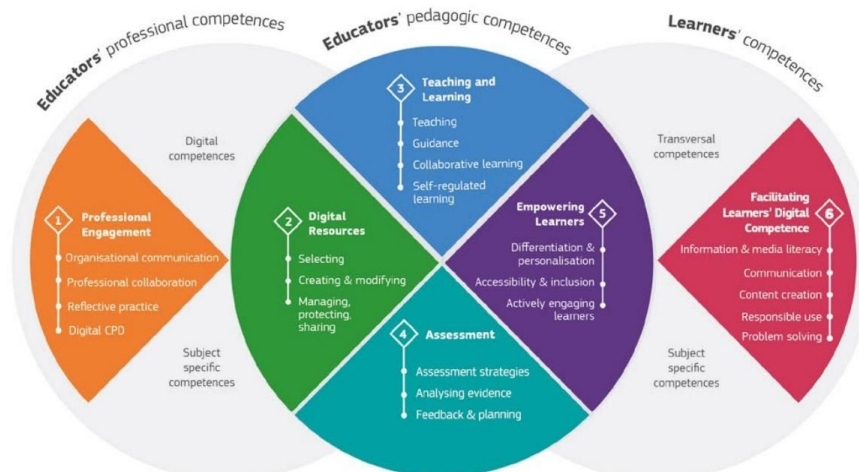 Educators' professional competences
Educators' pedagogic competences
Learners' competences
Digital
competences
Transversal
competences
1
Professional
Engagement
Organisational communication
Professional collaboration
Reflective practice
Digital CPD
2
Digital
Resources
Selecting
Creating & modifying
Managing,
protecting,
sharing
3
Teaching and
Learning
Teaching
Guidance
Collaborative learning
Self-regulated
learning
4
Assessment
Assessment strategies
Analysing evidence
Feedback & planning
5
Empowering
Learners
Differentiation &
personalisation
Accessibility & inclusion
Actively engaging
learners
6
Facilitating
Learners' Digital
Competence
Information & media literacy
Communication
Content creation
Responsible use
Problem solving
Subject
specific
competences
Subject
specific
competences